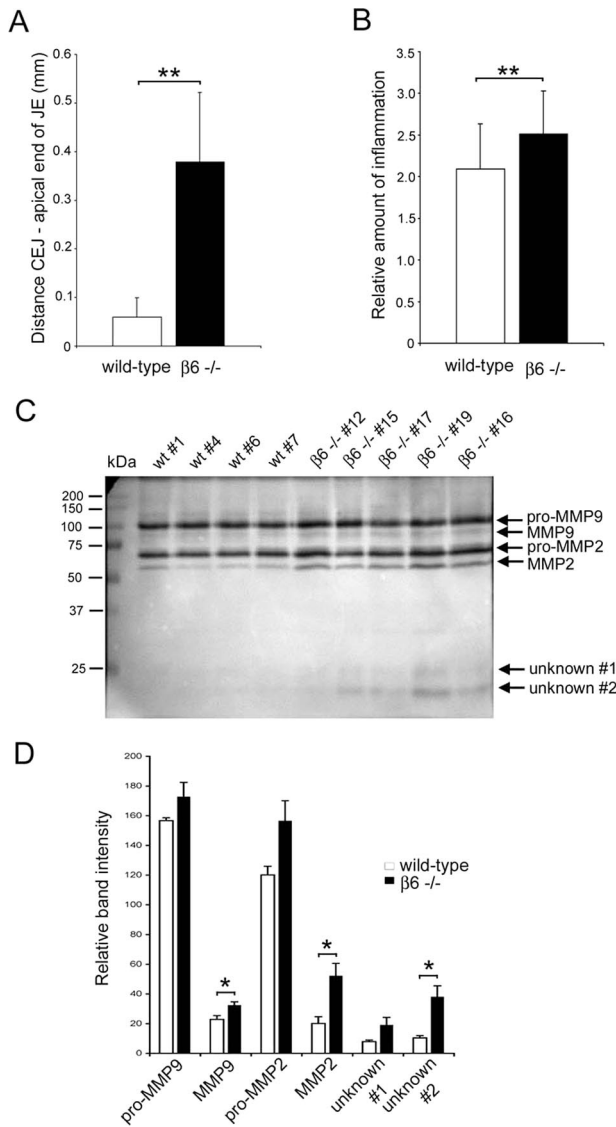 A
Distance CEJ - apical end of JE (mm)
0.6
0.4
0.2
0.1
0
**
wild-type β6 -/-
B
Relative amount of inflammation
3.5
3.0
2.5
2.0
1.5
1.0
0.5
0.0
**
wild-type β6 -/-
C
kDa
wt #1
wt #4
wt #6
wt #7
β6 -/- #12
β6 -/- #15
β6 -/- #17
β6 -/- #19
β6 -/- #16
200
150
100
75
50
37
25
pro-MMP9
MMP9
pro-MMP2
MMP2
unknown #1
unknown #2
D
Relative band intensity
200
180
160
140
120
100
80
60
40
20
0
*
*
*
wild-type
β6 -/-
pro-MMP9
MMP9
pro-MMP2
MMP2
unknown #1
unknown #2